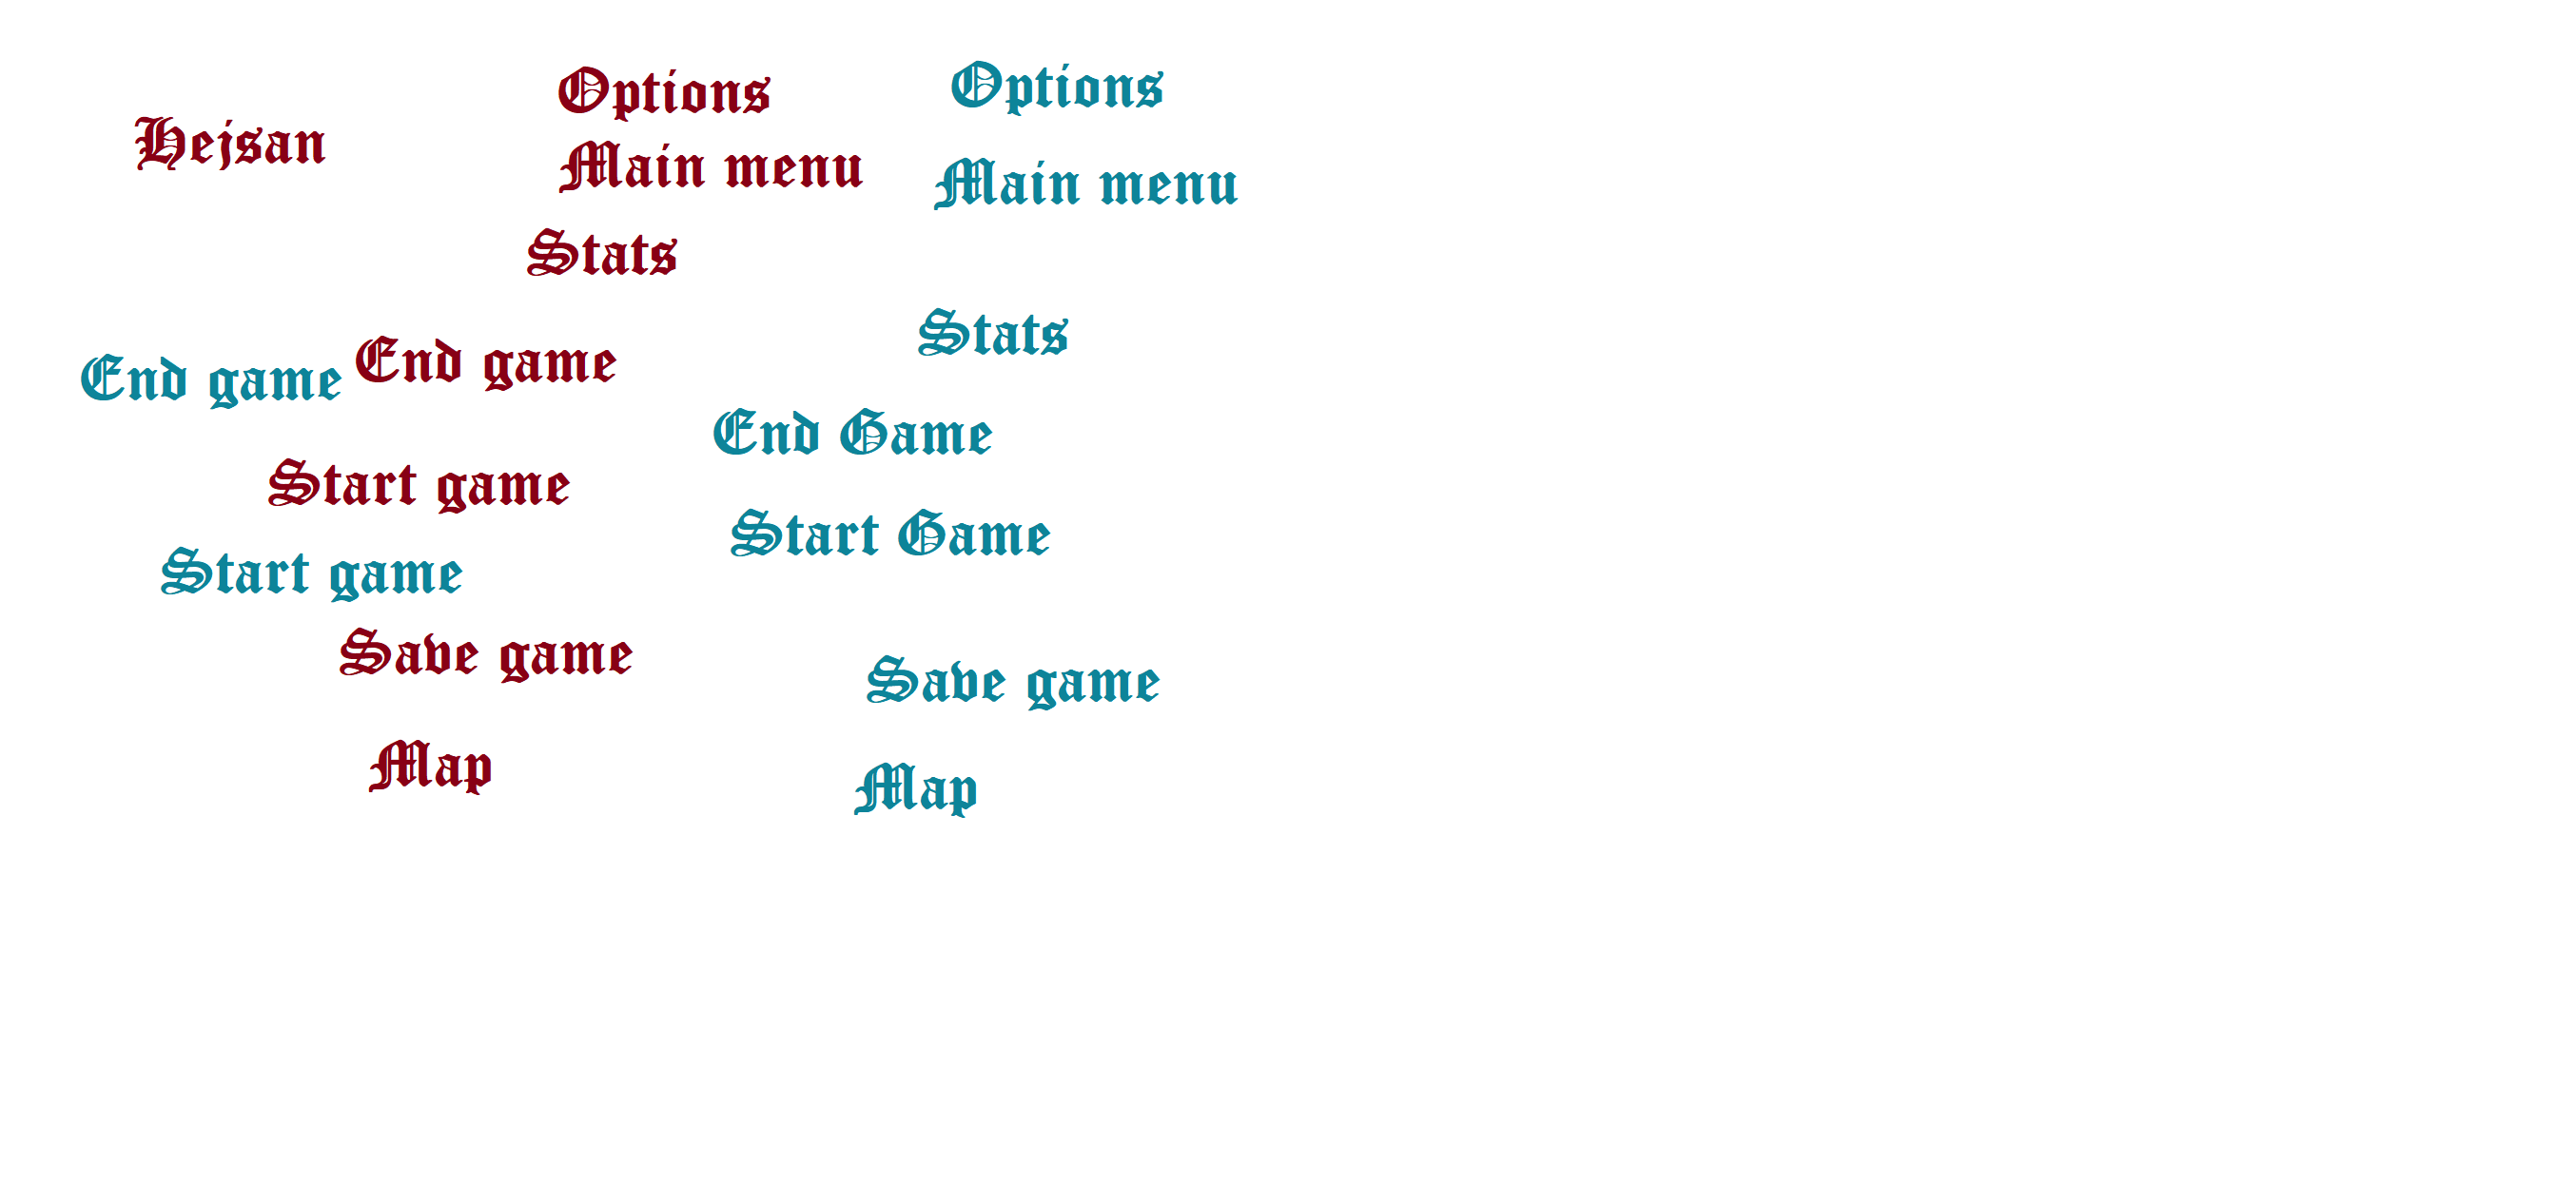 Options
Options
Hejsan
Main menu
Main menu
Stats
Stats
End game
End game
End Game
Start game
Start Game
Start game
Save game
Save game
Map
Map